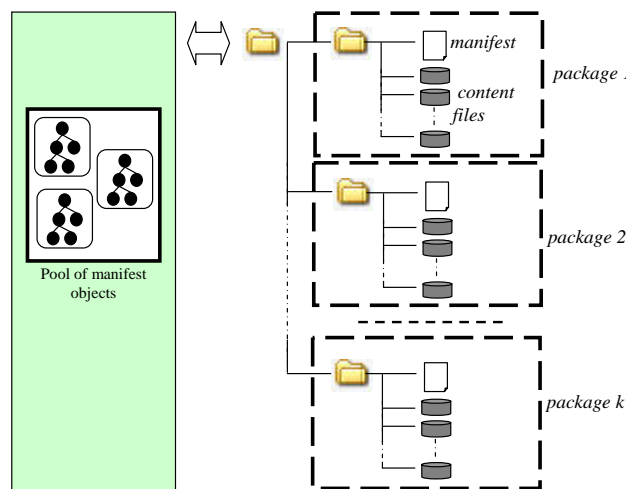 manifest
package
content
files
package 2
Pool of manifest
objects
package k